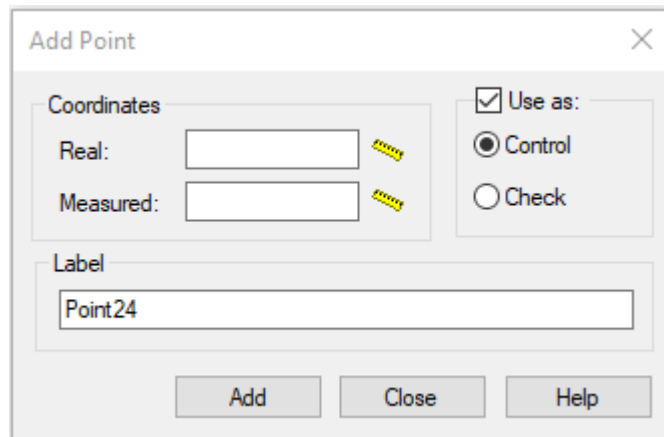 Add Point
Coordinates
Real:
Measured:
Use as:
Control
Check
Label
Point24
Add Close Help